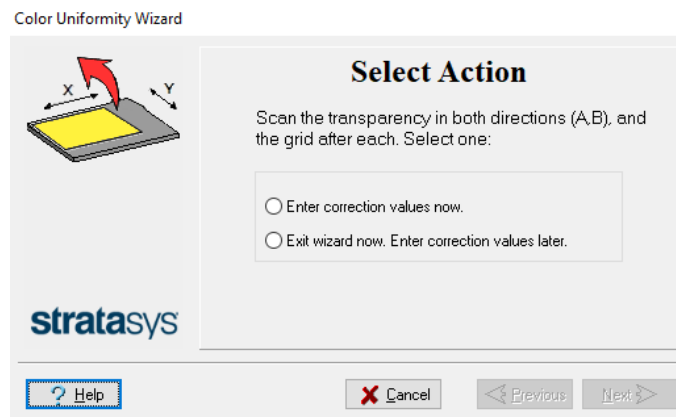 Color Uniformity Wizard
X
Y
Select Action
Scan the transparency in both directions (A,B), and
the grid after each. Select one:
Enter correction values now.
Exit wizard now. Enter correction values later.
stratasys
? Help
Cancel
Previous
Next